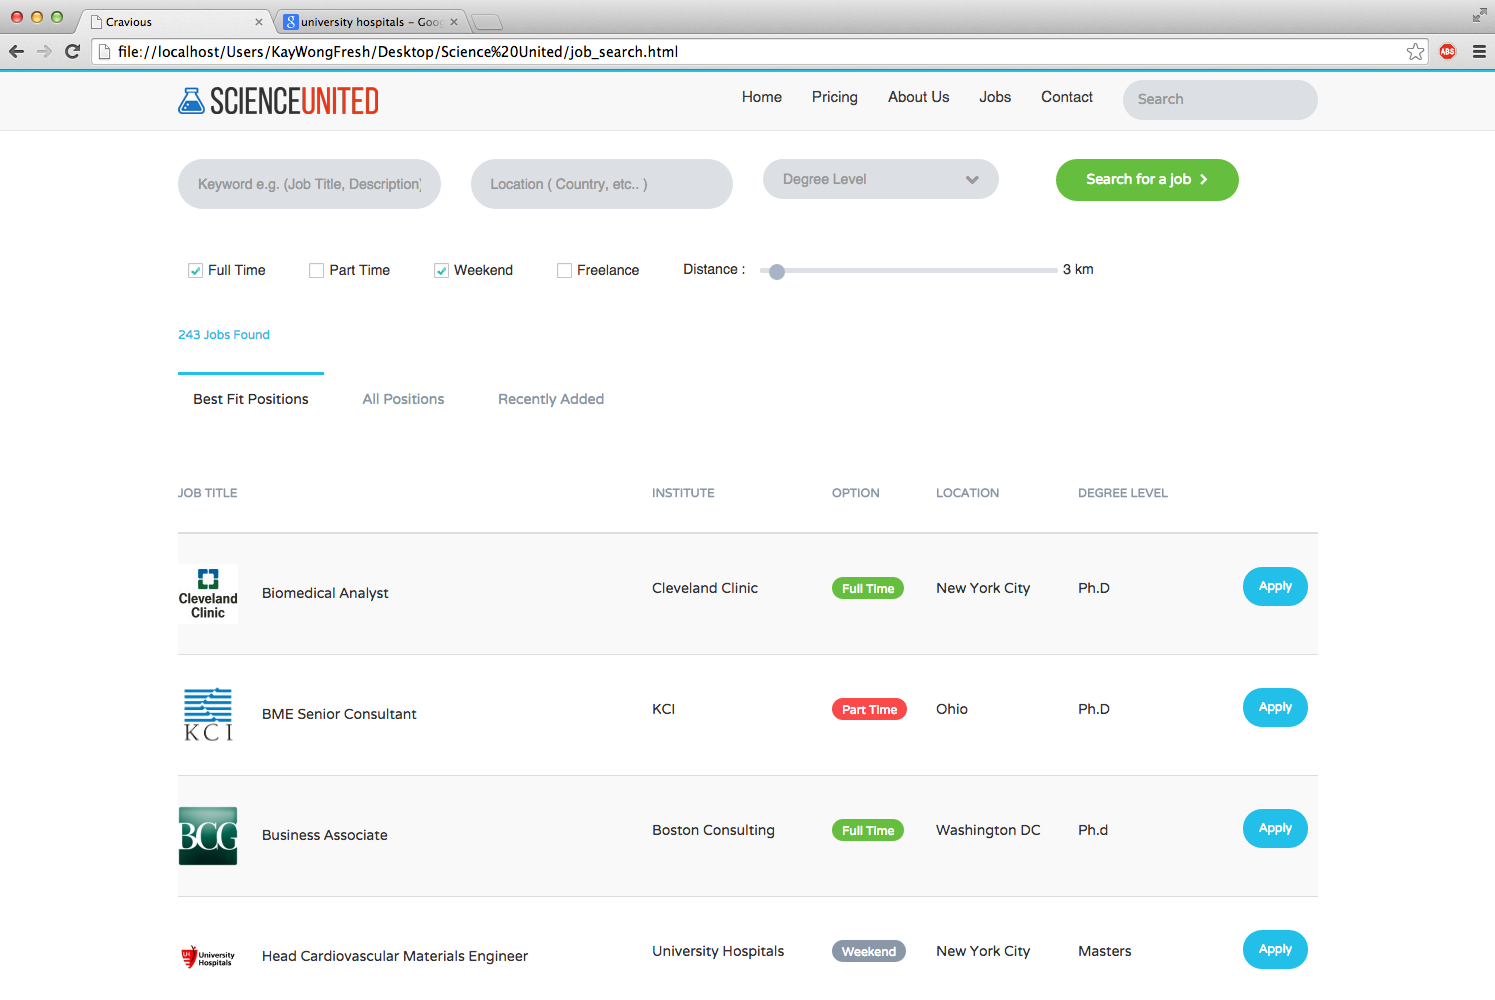 Cravious
university hospitals – Goo
file://localhost/Users/KayWongFresh/Desktop/Science%20United/job_search.html
ABS
SCIENCEUNITED
Home Pricing About Us Jobs Contact Search
Keyword e.g. (Job Title, Description) Location ( Country, etc.. ) Degree Level Search for a job
Full Time Part Time Weekend Freelance Distance : 3 km
243 Jobs Found
Best Fit Positions All Positions Recently Added
JOB TITLE INSTITUTE OPTION LOCATION DEGREE LEVEL
Cleveland
Clinic
Biomedical Analyst Cleveland Clinic Full Time New York City Ph.D Apply
KCI
BME Senior Consultant KCI Part Time Ohio Ph.D Apply
BCG
Business Associate Boston Consulting Full Time Washington DC Ph.d Apply
UH University
Hospitals
Head Cardiovascular Materials Engineer University Hospitals Weekend New York City Masters Apply